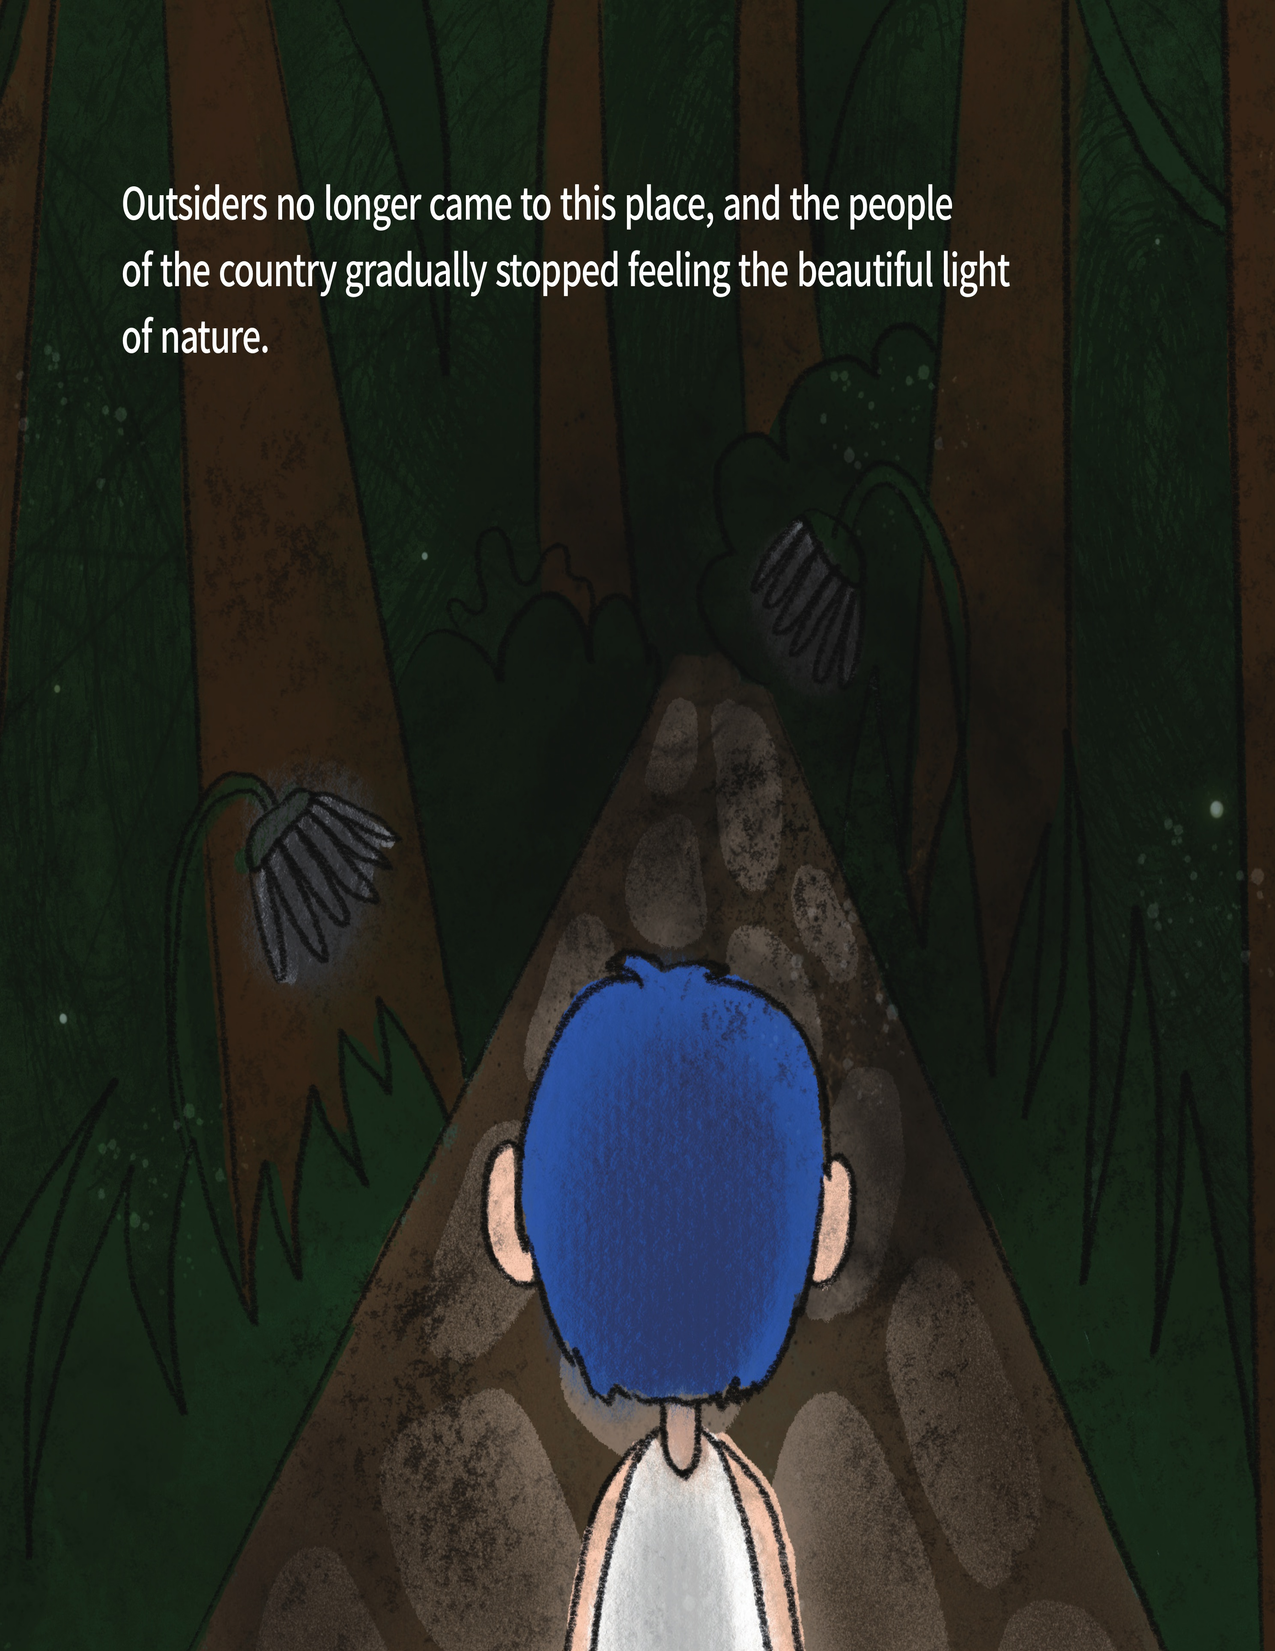 Outsiders no longer came to this place, and the people
of the country gradually stopped feeling the beautiful light
of nature.